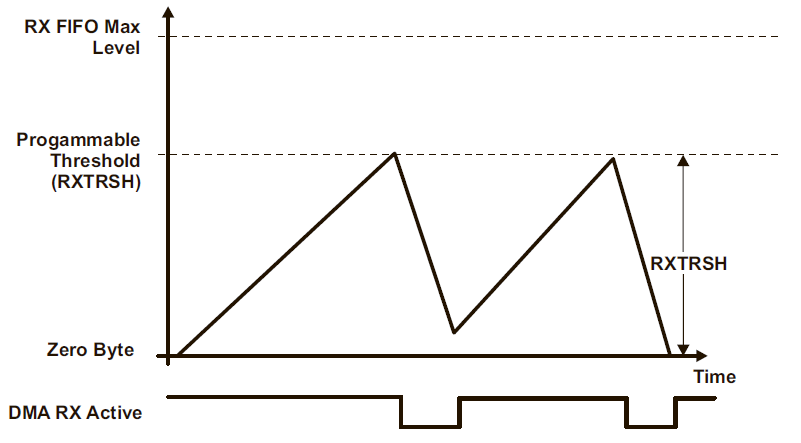 RX FIFO Max
Level
Progammable
Threshold
(RXTRSH)
RXTRSH
Zero Byte
Time
DMA RX Active